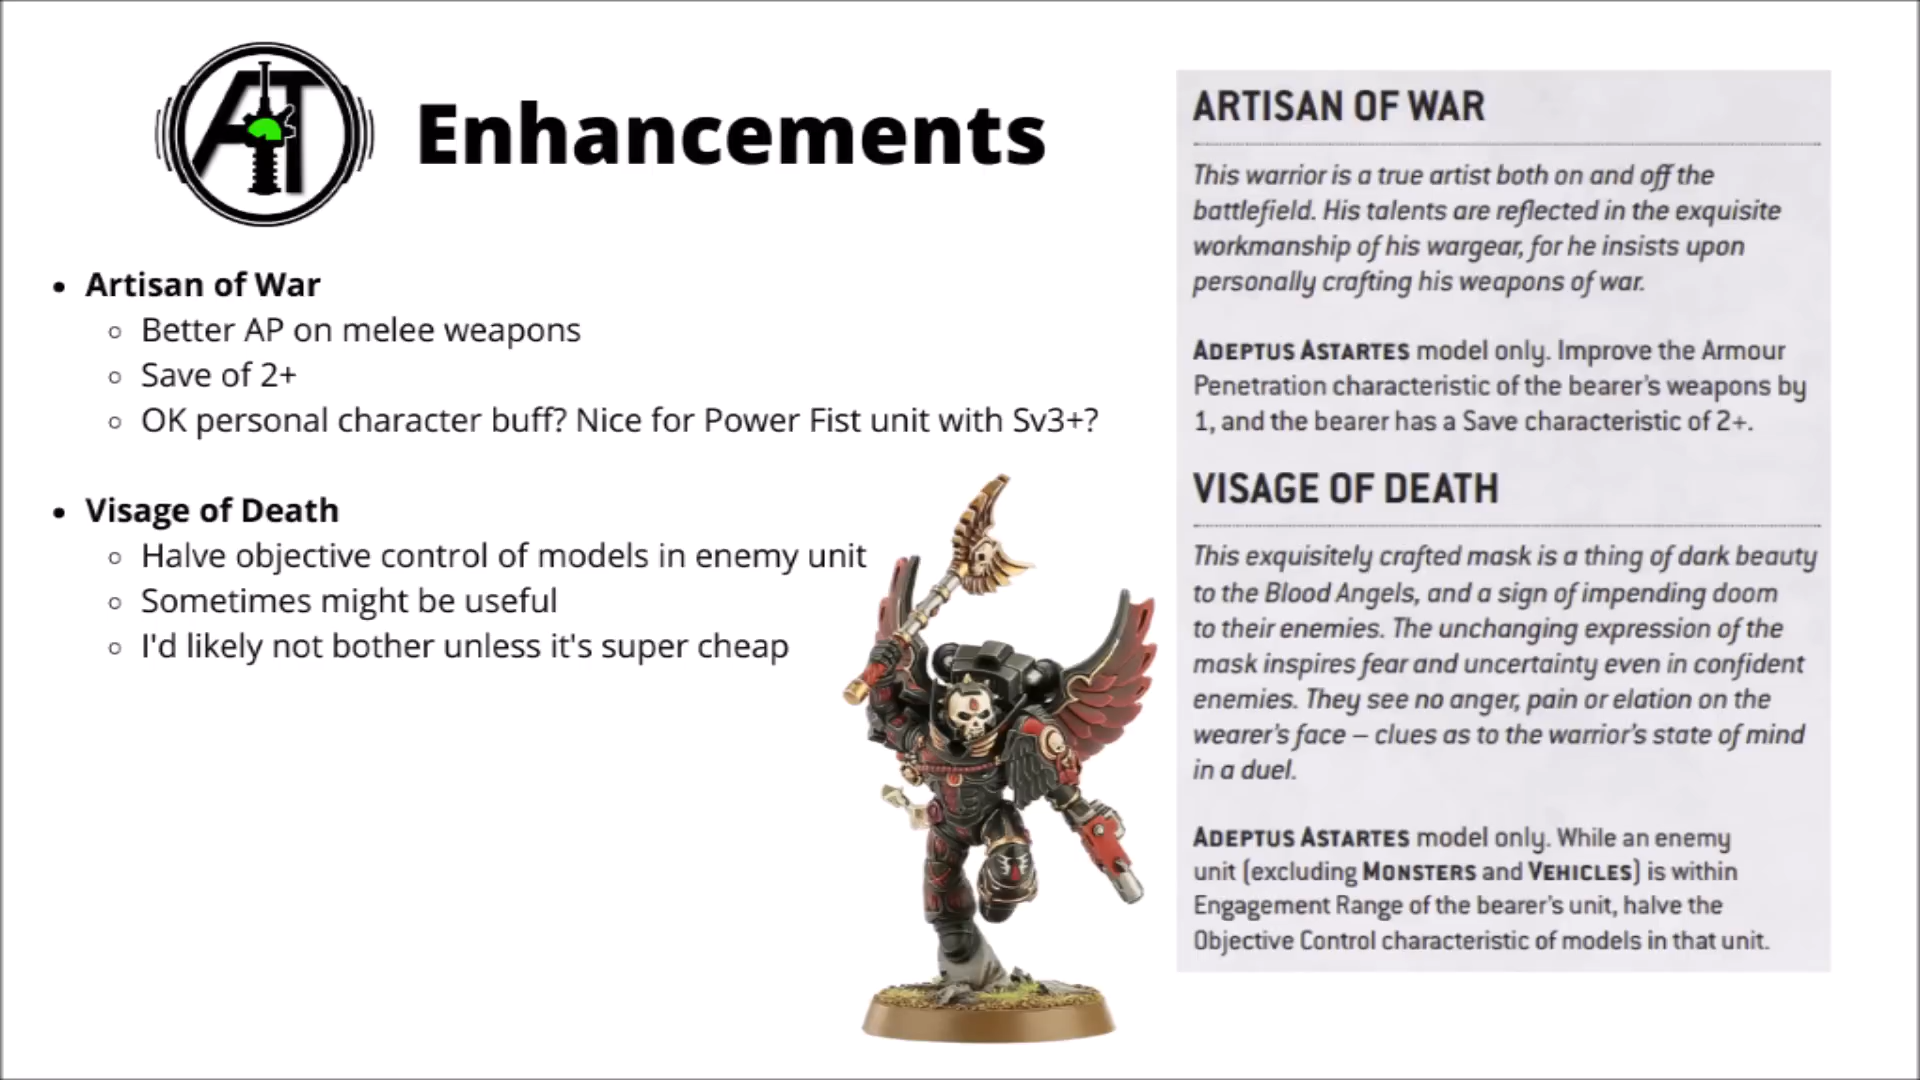 AT
Enhancements
• Artisan of War
○ Better AP on melee weapons
○ Save of 2+
○ OK personal character buff? Nice for Power Fist unit with Sv3+?
• Visage of Death
○ Halve objective control of models in enemy unit
○ Sometimes might be useful
○ I'd likely not bother unless it's super cheap
ARTISAN OF WAR
This warrior is a true artist both on and off the
battlefield. His talents are reflected in the exquisite
workmanship of his wargear, for he insists upon
personally crafting his weapons of war.
ADEPTUS ASTARTES model only. Improve the Armour
Penetration characteristic of the bearer's weapons by
1, and the bearer has a Save characteristic of 2+.
VISAGE OF DEATH
This exquisitely crafted mask is a thing of dark beauty
to the Blood Angels, and a sign of impending doom
to their enemies. The unchanging expression of the
mask inspires fear and uncertainty even in confident
enemies. They see no anger, pain or elation on the
wearer's face – clues as to the warrior's state of mind
in a duel.
ADEPTUS ASTARTES model only. While an enemy
unit (excluding MONSTERS and VEHICLES) is within
Engagement Range of the bearer's unit, halve the
Objective Control characteristic of models in that unit.